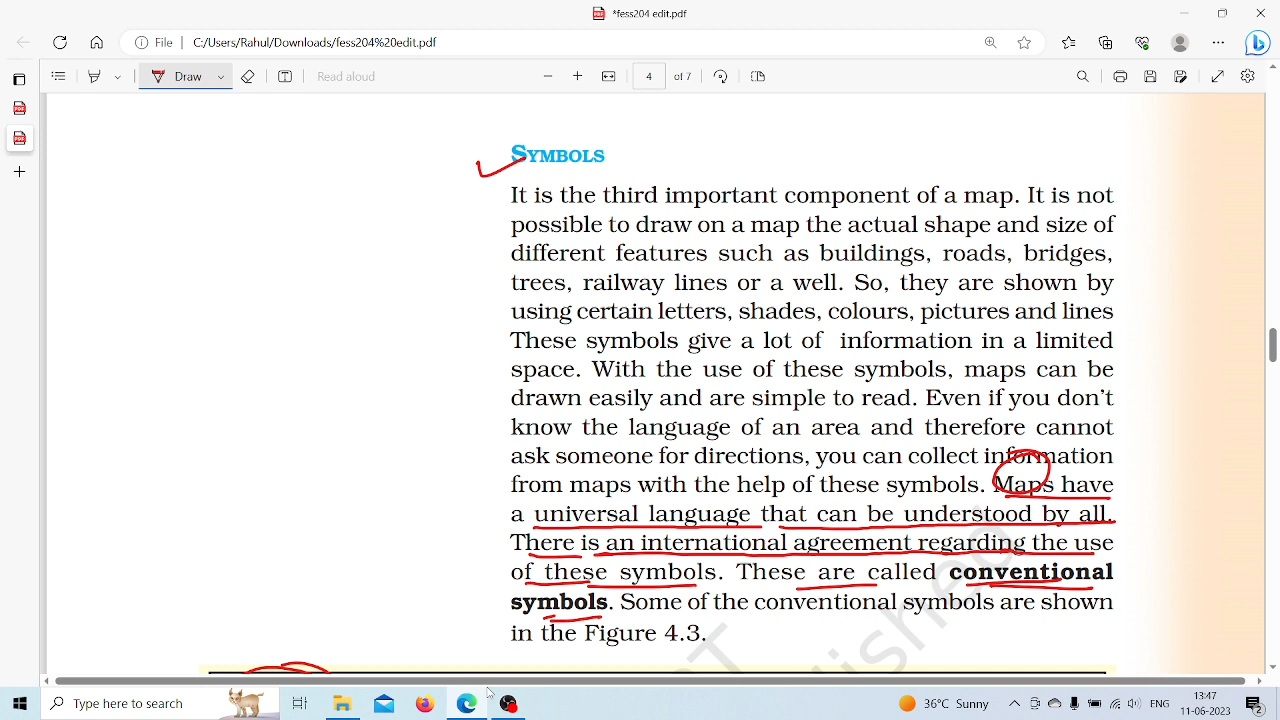 *fess204 edit.pdf
File C:/Users/Rahul/Downloads/fess204%20edit.pdf
Draw Read aloud 4 of 7
SYMBOLS
It is the third important component of a map. It is not
possible to draw on a map the actual shape and size of
different features such as buildings, roads, bridges,
trees, railway lines or a well. So, they are shown by
using certain letters, shades, colours, pictures and lines
These symbols give a lot of information in a limited
space. With the use of these symbols, maps can be
drawn easily and are simple to read. Even if you don't
know the language of an area and therefore cannot
ask someone for directions, you can collect information
from maps with the help of these symbols. Maps have
a universal language that can be understood by all.
There is an international agreement regarding the use
of these symbols. These are called conventional
symbols. Some of the conventional symbols are shown
in the Figure 4.3.
Type here to search
36°C Sunny
ENG
13:47
11-06-2023
2